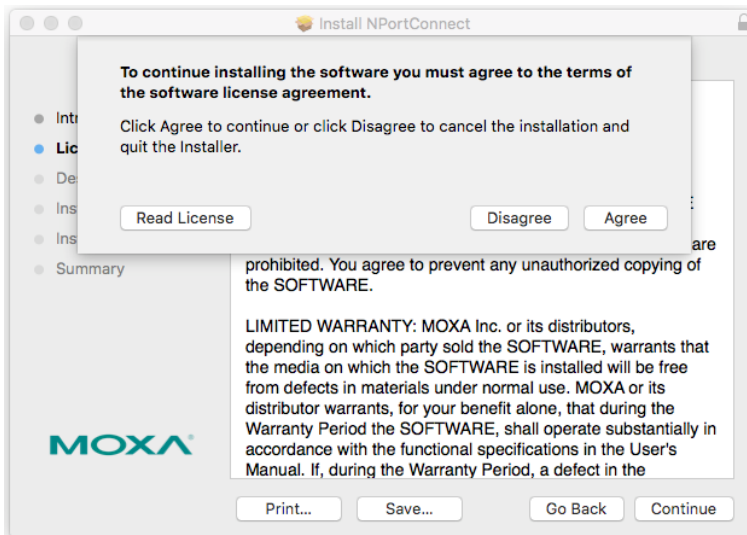 Install NPortConnect
To continue installing the software you must agree to the terms of
the software license agreement.
Click Agree to continue or click Disagree to cancel the installation and
quit the Installer.
Read License
Disagree
Agree
Summary
are
prohibited. You agree to prevent any unauthorized copying of
the SOFTWARE.
LIMITED WARRANTY: MOXA Inc. or its distributors,
depending on which party sold the SOFTWARE, warrants that
the media on which the SOFTWARE is installed will be free
from defects in materials under normal use. MOXA or its
distributor warrants, for your benefit alone, that during the
Warranty Period the SOFTWARE, shall operate substantially in
accordance with the functional specifications in the User's
Manual. If, during the Warranty Period, a defect in the
MOXA
Print...
Save...
Go Back
Continue